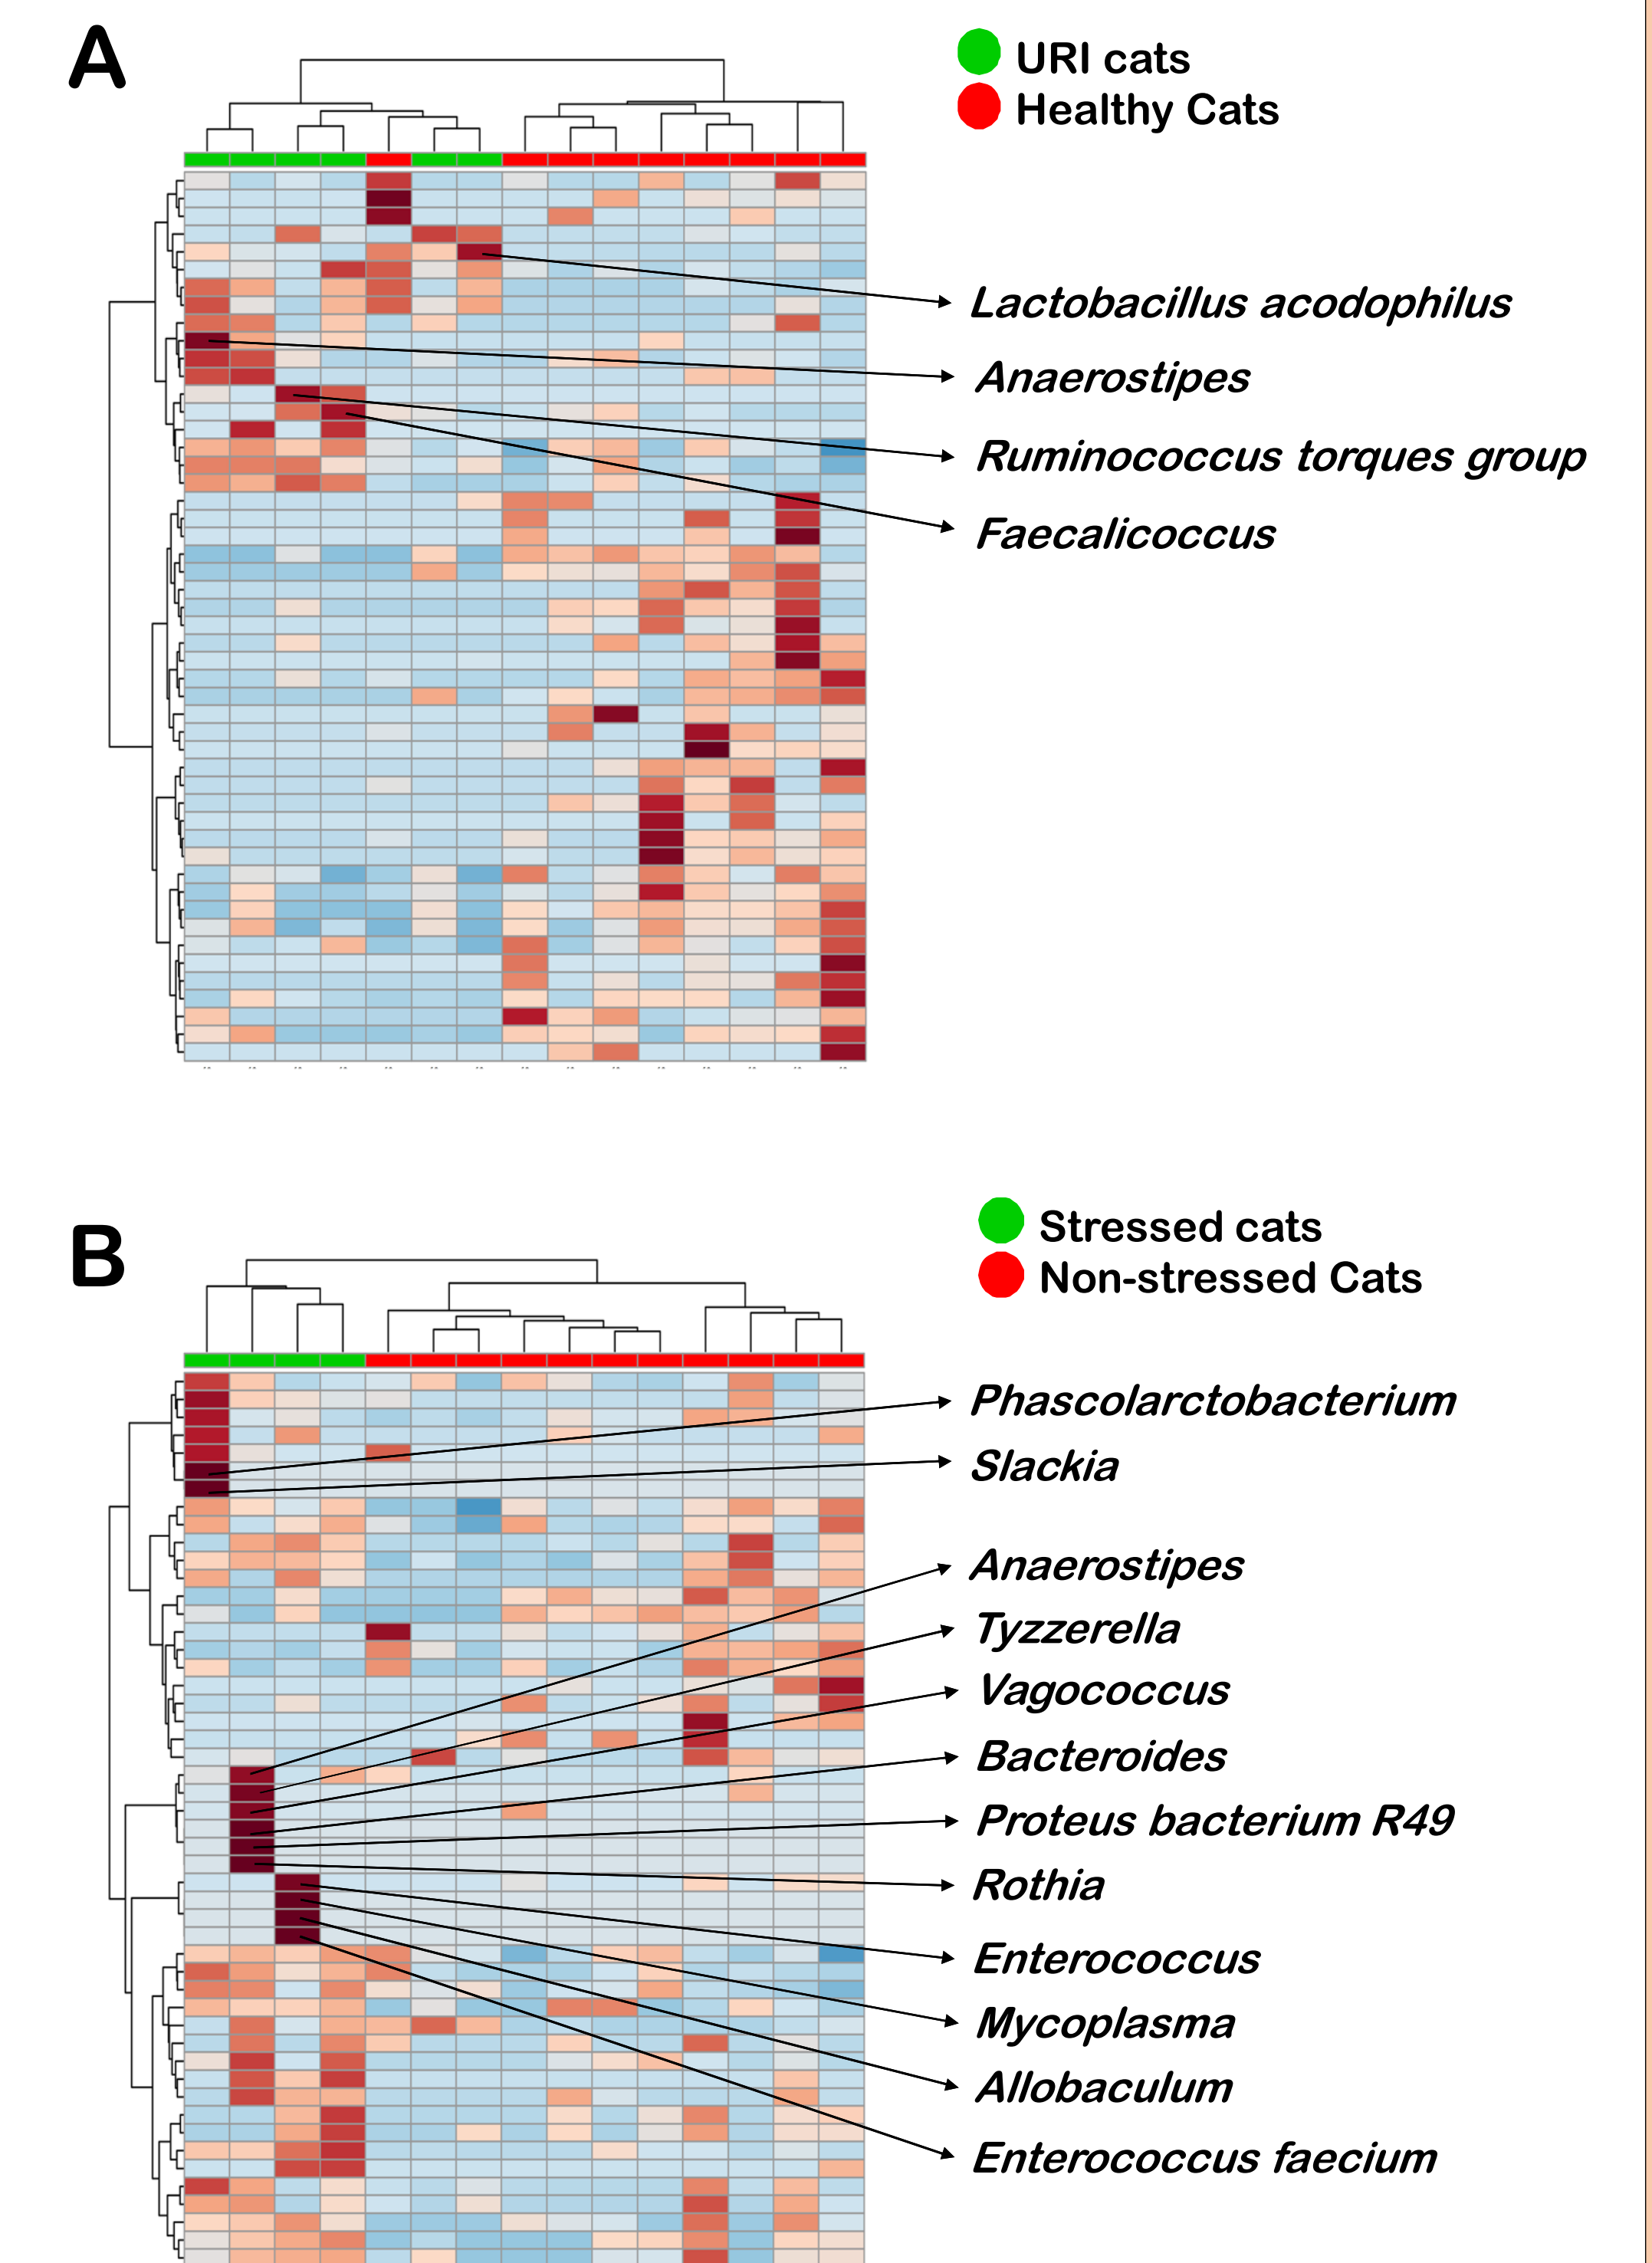 A
URI cats
Healthy Cats
Lactobacillus acodophilus
Anaerostipes
Ruminococcus torques group
Faecalicoccus
B
Stressed cats
Non-stressed Cats
Phascolarctobacterium
Slackia
Anaerostipes
Tyzzerella
Vagococcus
Bacteroides
Proteus bacterium R49
Rothia
Enterococcus
Mycoplasma
Allobaculum
Enterococcus faecium